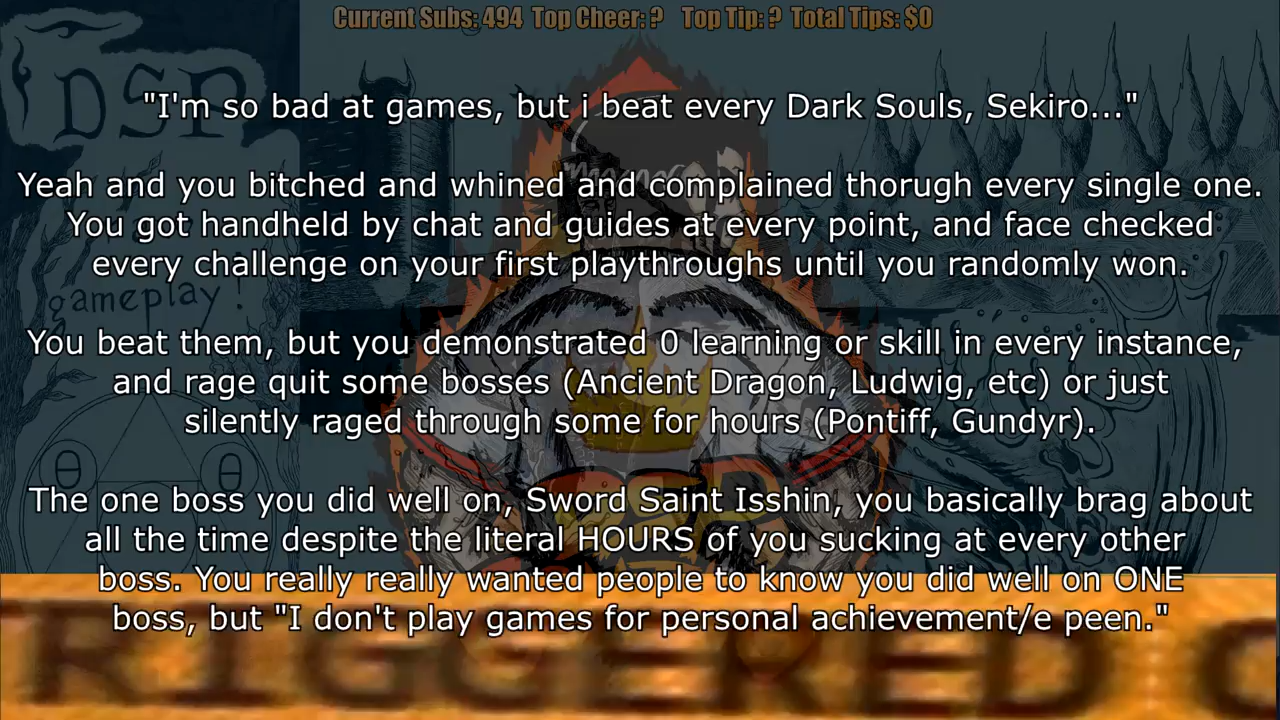 Current Subs: 494 Top Cheer: ? Top Tip: ? Total Tips: $0
DSP
gameplay!
"I'm so bad at games, but i beat every Dark Souls, Sekiro..."
Yeah and you bitched and whined and complained thorugh every single one.
You got handheld by chat and guides at every point, and face checked
every challenge on your first playthroughs until you randomly won.
You beat them, but you demonstrated 0 learning or skill in every instance,
and rage quit some bosses (Ancient Dragon, Ludwig, etc) or just
silently raged through some for hours (Pontiff, Gundyr).
The one boss you did well on, Sword Saint Isshin, you basically brag about
all the time despite the literal HOURS of you sucking at every other
boss. You really really wanted people to know you did well on ONE
boss, but "I don't play games for personal achievement/e peen."
RIGGERED